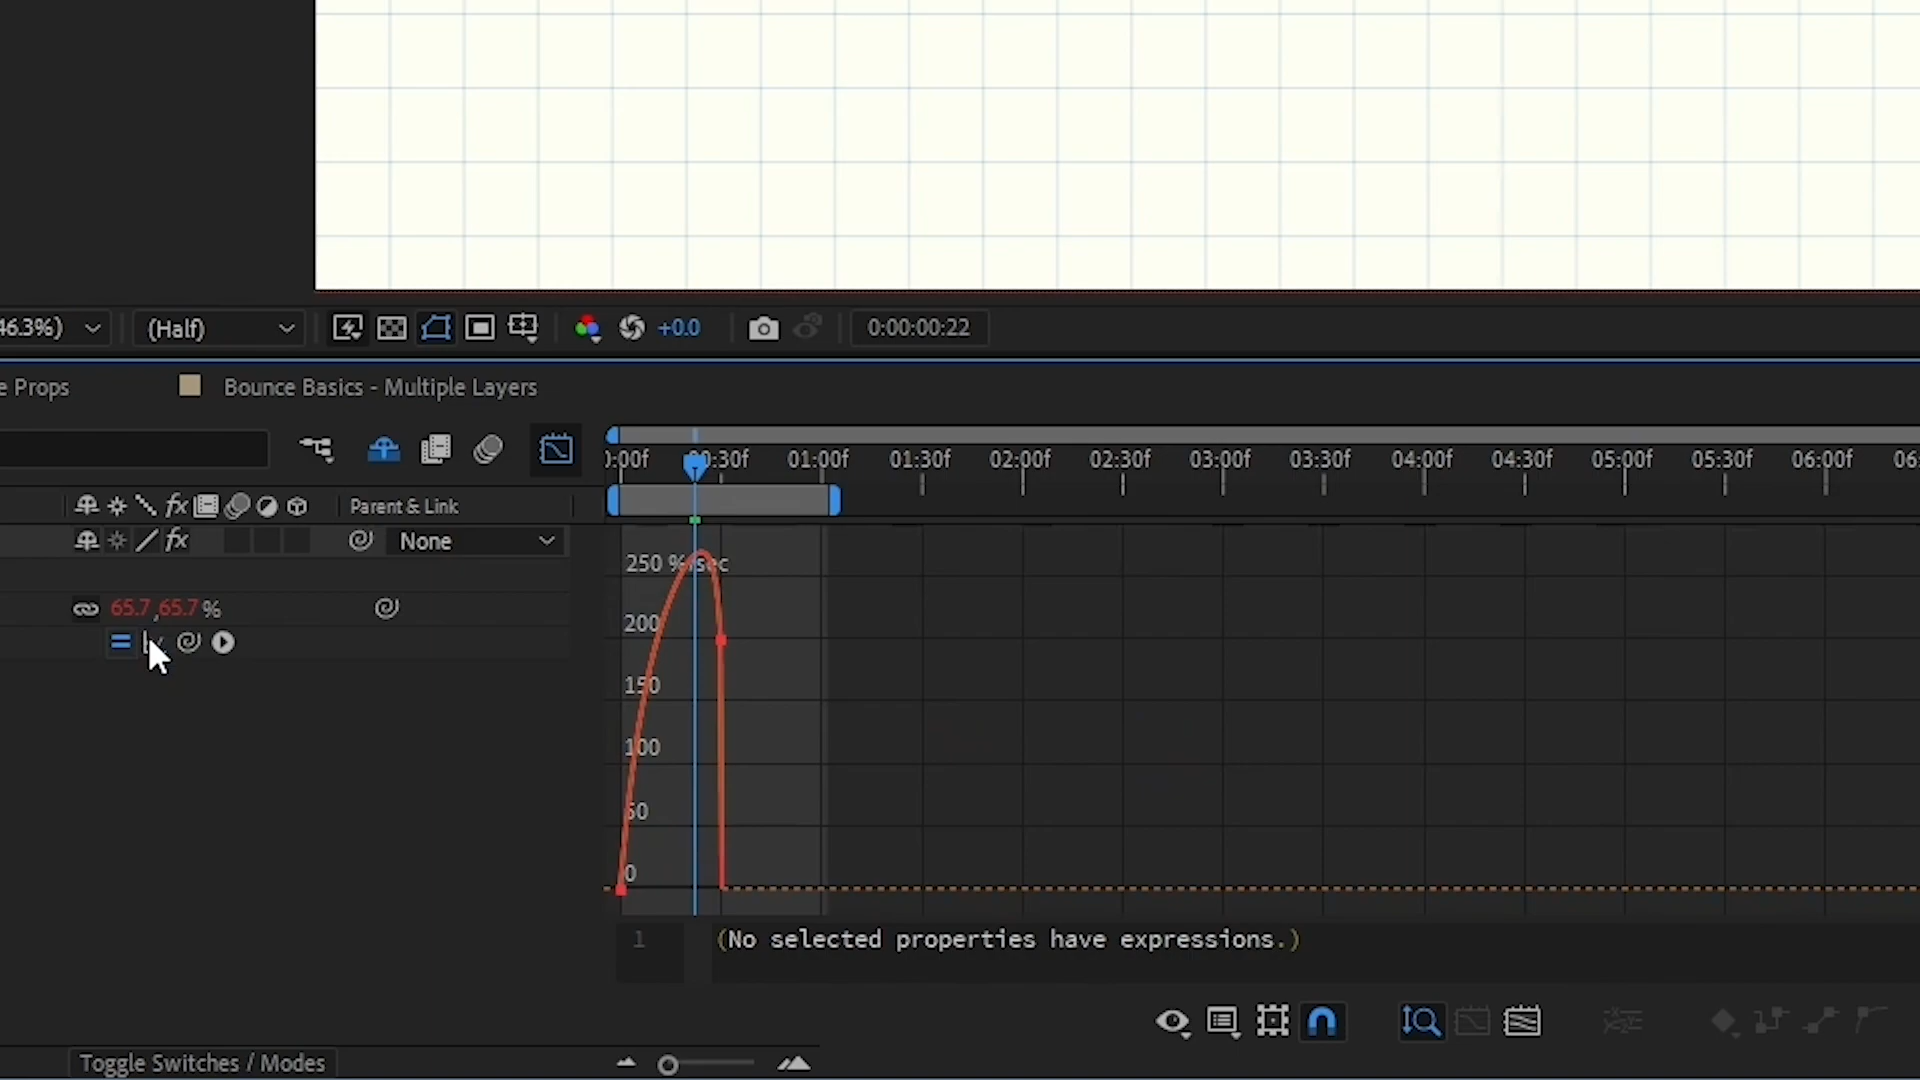 46.3%)
(Half)
+0.0
0:00:00:22
e Props
Bounce Basics - Multiple Layers
):00f
0:30f
01:00f
01:30f
02:00f
02:30f
03:00f
03:30f
04:00f
04:30f
05:00f
05:30f
06:00f
06:
fx
Parent & Link
fx
None
250 %/sec
65.7,65.7%
200
150
100
50
0
1
(No selected properties have expressions.)
Toggle Switches / Modes